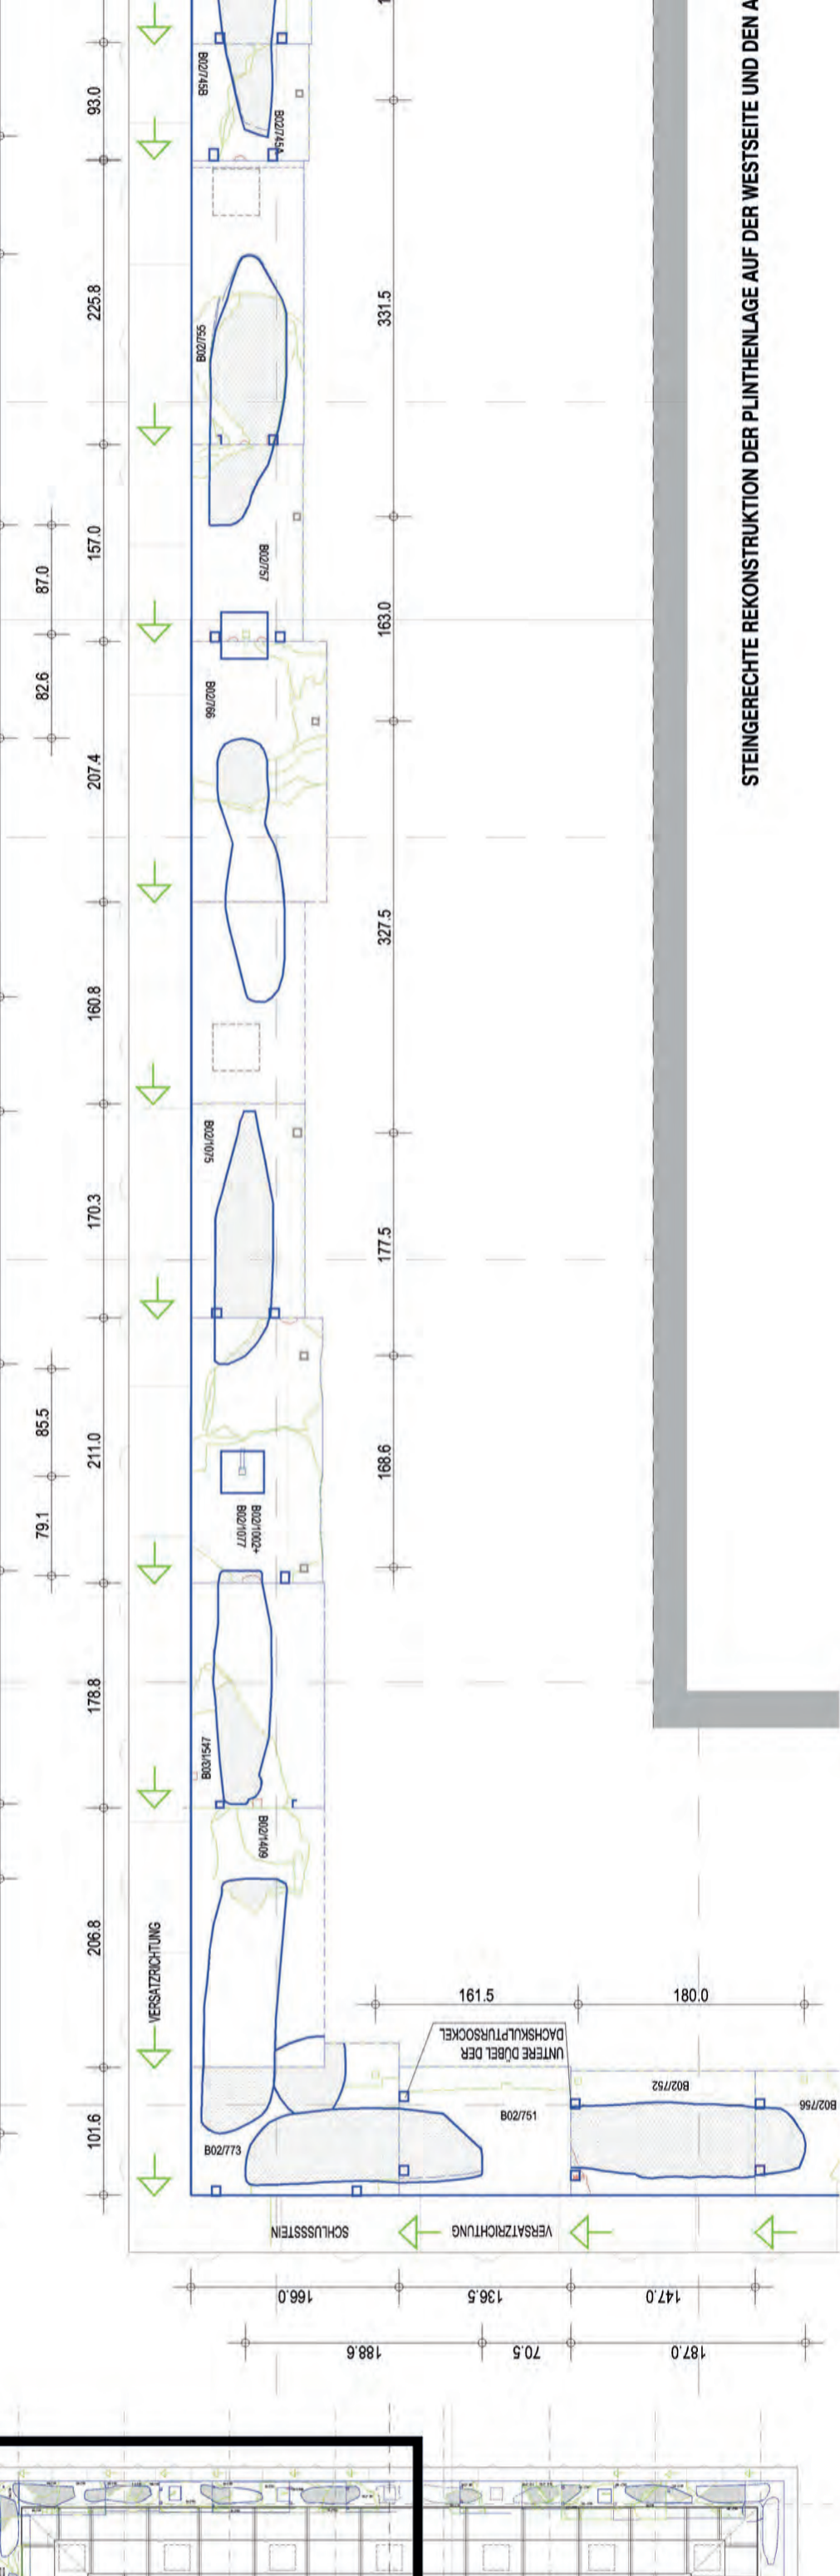 93.0
225.8
157.0
87.0
82.6
207.4
160.8
170.3
85.5
211.0
79.1
178.8
206.8
101.6
B02/745B
B02/745A
B02/755
B02/757
B02/766
B02/1075
B02/1002+
B02/1077
B03/1547
B02/1409
B02/773
331.5
163.0
327.5
177.5
168.6
VERSATZRICHTUNG
STEINGERECHTE REKONSTRUKTION DER PLINTHENLAGE AUF DER WESTSEITE UND DEN A
161.5
180.0
UNTERE DÜBEL DER
DACHSKULPTURSOCKEL
B02/751
B02/752
B02/756
SCHLUSSSTEIN
VERSATZRICHTUNG
166.0
136.5
147.0
188.6
70.5
187.0